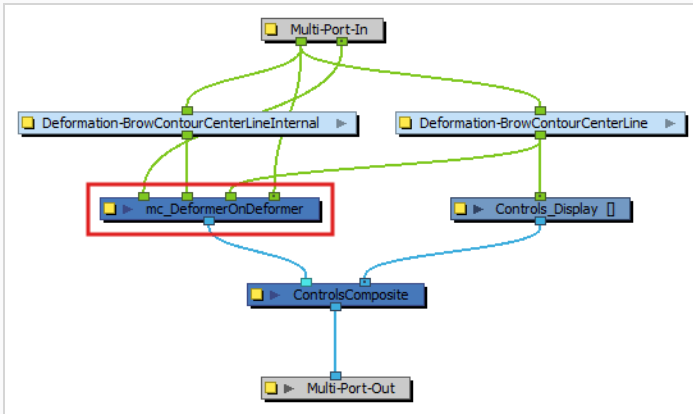 Multi-Port-In
Deformation-BrowContourCenterLineInternal
Deformation-BrowContourCenterLine
mc_DeformerOnDeformer
Controls_Display []
ControlsComposite
Multi-Port-Out